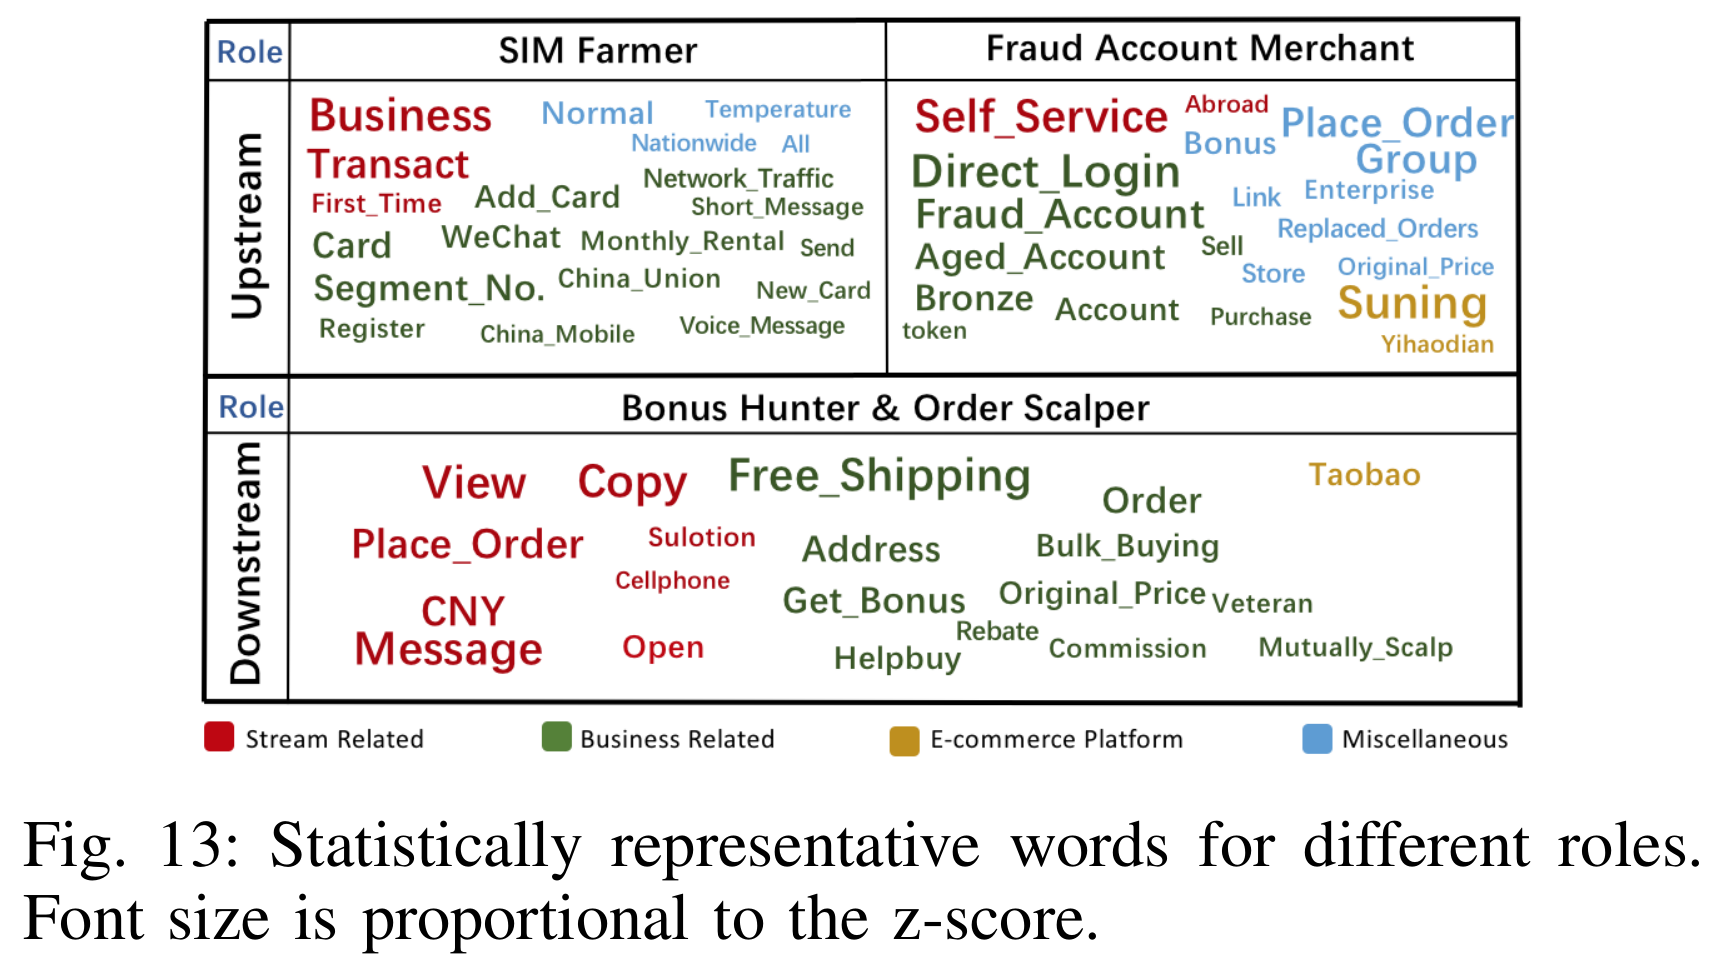 Role SIM Farmer Fraud Account Merchant
Upstream
Business Normal Temperature
Nationwide All
Transact
Network_Traffic
First_Time Add_Card Short_Message
Card WeChat Monthly_Rental Send
Segment_No. China_Union New_Card
Register China_Mobile Voice_Message
Self_Service Abroad Place_Order
Bonus
Group
Direct_Login
Link Enterprise
Fraud_Account Replaced_Orders
Aged_Account Sell
Store Original_Price
Bronze Account Purchase Suning
token Yihaodian
Role Bonus Hunter & Order Scalper
Downstream
View Copy Free_Shipping Taobao
Order
Place_Order Sulotion Address Bulk_Buying
Cellphone
CNY Get_Bonus Original_Price Veteran
Rebate
Message Open Helpbuy Commission Mutually_Scalp
Stream Related Business Related E-commerce Platform Miscellaneous
Fig. 13: Statistically representative words for different roles.
Font size is proportional to the z-score.